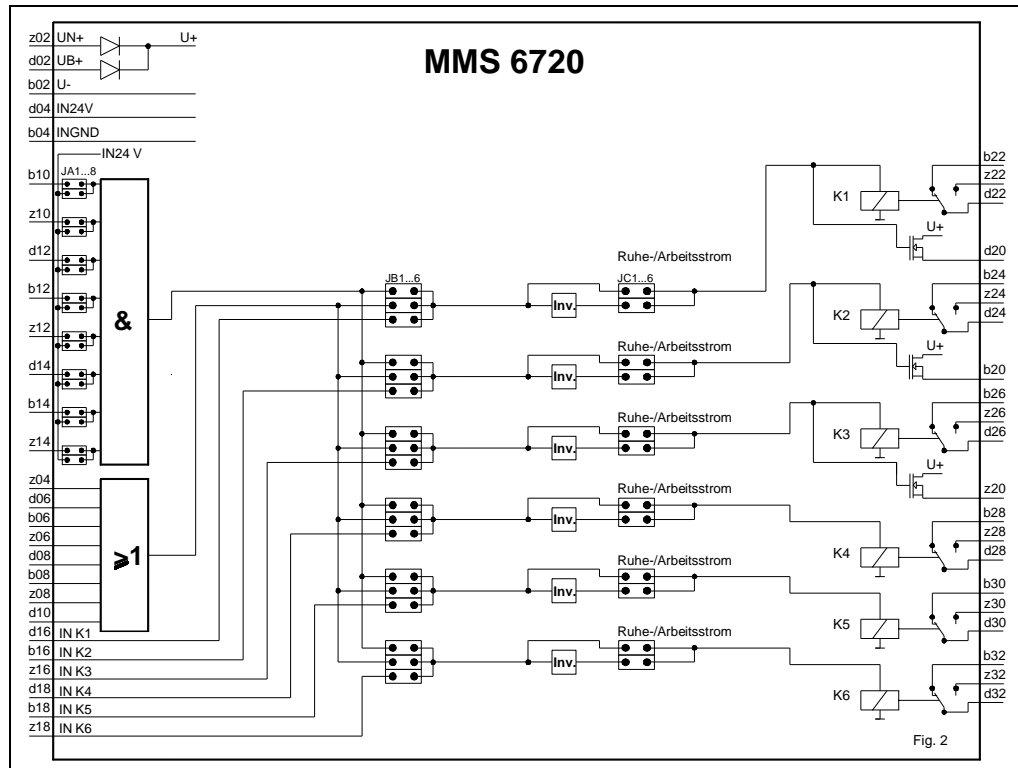 MMS 6720
z02 UN+ U+
d02 UB+
b02 U-
d04 IN24V
b04 INGND
IN24 V
b10 JA1...8
z10
d12
b12
z12
d14
b14
z14
&
z04
d06
b06
z06
d08
b08
z08
d10
≥1
d16 IN K1
b16 IN K2
z16 IN K3
d18 IN K4
b18 IN K5
z18 IN K6
JB1...6
Ruhe-/Arbeitsstrom
JC1...6
Inv.
Ruhe-/Arbeitsstrom
Inv.
Ruhe-/Arbeitsstrom
Inv.
Ruhe-/Arbeitsstrom
Inv.
Ruhe-/Arbeitsstrom
Inv.
Ruhe-/Arbeitsstrom
Inv.
K1
b22
z22
d22
U+
d20
K2
b24
z24
d24
U+
b20
K3
b26
z26
d26
U+
z20
K4
b28
z28
d28
K5
b30
z30
d30
K6
b32
z32
d32
Fig. 2